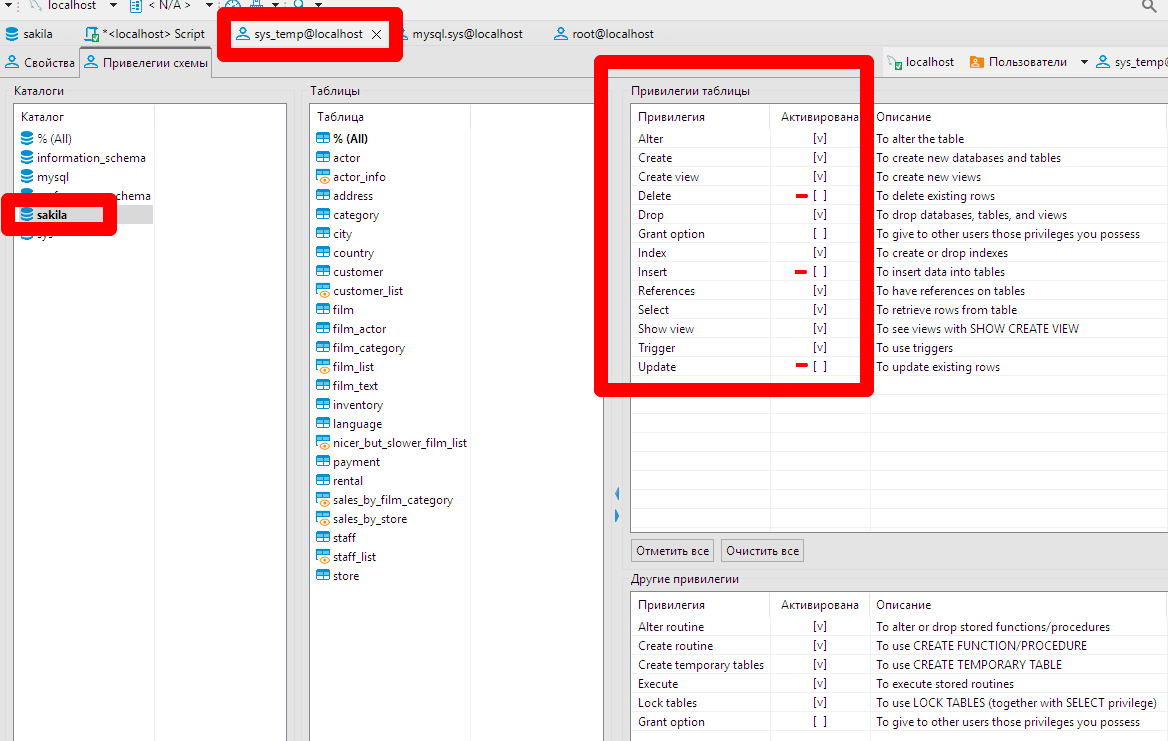 localhost < N/A >
sakila *<localhost> Script sys_temp@localhost mysql.sys@localhost root@localhost
Свойства Привелегии схемы localhost Пользователи sys_temp@
Каталоги Таблицы Привилегии таблицы
Каталог Таблица Привилегия Активирована Описание
% (All) % (All) Alter [v] To alter the table
information_schema actor Create [v] To create new databases and tables
mysql actor_info Create view [v] To create new views
schema address Delete [ ] To delete existing rows
sakila category Drop [v] To drop databases, tables, and views
sys city Grant option [ ] To give to other users those privileges you possess
country Index [v] To create or drop indexes
customer Insert [ ] To insert data into tables
customer_list References [v] To have references on tables
film Select [v] To retrieve rows from table
film_actor Show view [v] To see views with SHOW CREATE VIEW
film_category Trigger [v] To use triggers
film_list Update [ ] To update existing rows
film_text
inventory
language
nicer_but_slower_film_list
payment
rental
sales_by_film_category
sales_by_store
staff
staff_list
store
Отметить все Очистить все
Другие привилегии
Привилегия Активирована Описание
Alter routine [v] To alter or drop stored functions/procedures
Create routine [v] To use CREATE FUNCTION/PROCEDURE
Create temporary tables [v] To use CREATE TEMPORARY TABLE
Execute [v] To execute stored routines
Lock tables [v] To use LOCK TABLES (together with SELECT privilege)
Grant option [ ] To give to other users those privileges you possess